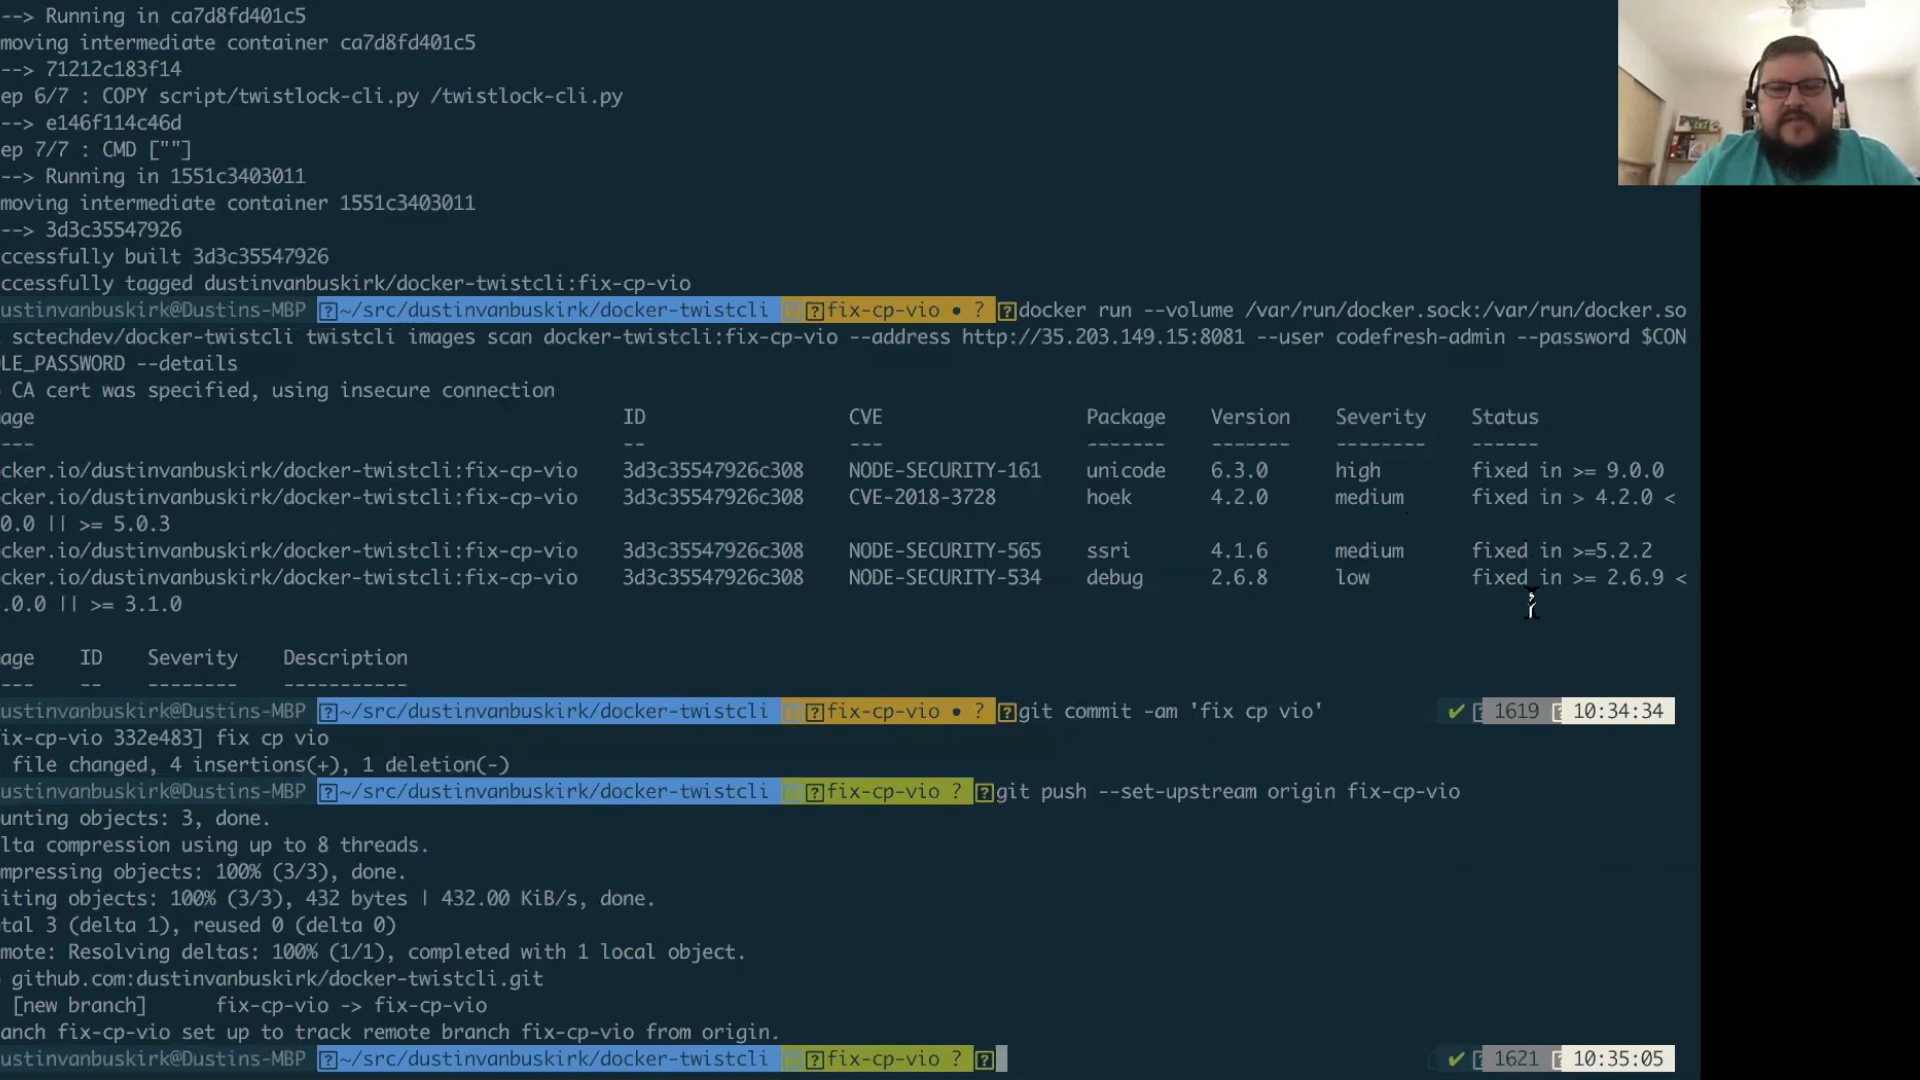 --> Running in ca7d8fd401c5
moving intermediate container ca7d8fd401c5
--> 71212c183f14
ep 6/7 : COPY script/twistlock-cli.py /twistlock-cli.py
--> e146f114c46d
ep 7/7 : CMD [""]
--> Running in 1551c3403011
moving intermediate container 1551c3403011
--> 3d3c35547926
ccessfully built 3d3c35547926
ccessfully tagged dustinvanbuskirk/docker-twistcli:fix-cp-vio
ustinvanbuskirk@Dustins-MBP ~/src/dustinvanbuskirk/docker-twistcli fix-cp-vio • ? docker run --volume /var/run/docker.sock:/var/run/docker.so
sctechdev/docker-twistcli twistcli images scan docker-twistcli:fix-cp-vio --address http://35.203.149.15:8081 --user codefresh-admin --password $CON
LE_PASSWORD --details
CA cert was specified, using insecure connection
age ID CVE Package Version Severity Status
--- -- --- ------- ------- -------- ------
cker.io/dustinvanbuskirk/docker-twistcli:fix-cp-vio 3d3c35547926c308 NODE-SECURITY-161 unicode 6.3.0 high fixed in >= 9.0.0
cker.io/dustinvanbuskirk/docker-twistcli:fix-cp-vio 3d3c35547926c308 CVE-2018-3728 hoek 4.2.0 medium fixed in > 4.2.0 <
0.0 || >= 5.0.3
cker.io/dustinvanbuskirk/docker-twistcli:fix-cp-vio 3d3c35547926c308 NODE-SECURITY-565 ssri 4.1.6 medium fixed in >=5.2.2
cker.io/dustinvanbuskirk/docker-twistcli:fix-cp-vio 3d3c35547926c308 NODE-SECURITY-534 debug 2.6.8 low fixed in >= 2.6.9 <
.0.0 || >= 3.1.0
age ID Severity Description
--- -- -------- -----------
ustinvanbuskirk@Dustins-MBP ~/src/dustinvanbuskirk/docker-twistcli fix-cp-vio • ? git commit -am 'fix cp vio' ✔ 1619 10:34:34
ix-cp-vio 332e483] fix cp vio
file changed, 4 insertions(+), 1 deletion(-)
ustinvanbuskirk@Dustins-MBP ~/src/dustinvanbuskirk/docker-twistcli fix-cp-vio ? git push --set-upstream origin fix-cp-vio
unting objects: 3, done.
lta compression using up to 8 threads.
mpressing objects: 100% (3/3), done.
iting objects: 100% (3/3), 432 bytes | 432.00 KiB/s, done.
tal 3 (delta 1), reused 0 (delta 0)
mote: Resolving deltas: 100% (1/1), completed with 1 local object.
github.com:dustinvanbuskirk/docker-twistcli.git
[new branch] fix-cp-vio -> fix-cp-vio
anch fix-cp-vio set up to track remote branch fix-cp-vio from origin.
ustinvanbuskirk@Dustins-MBP ~/src/dustinvanbuskirk/docker-twistcli fix-cp-vio ? ✔ 1621 10:35:05